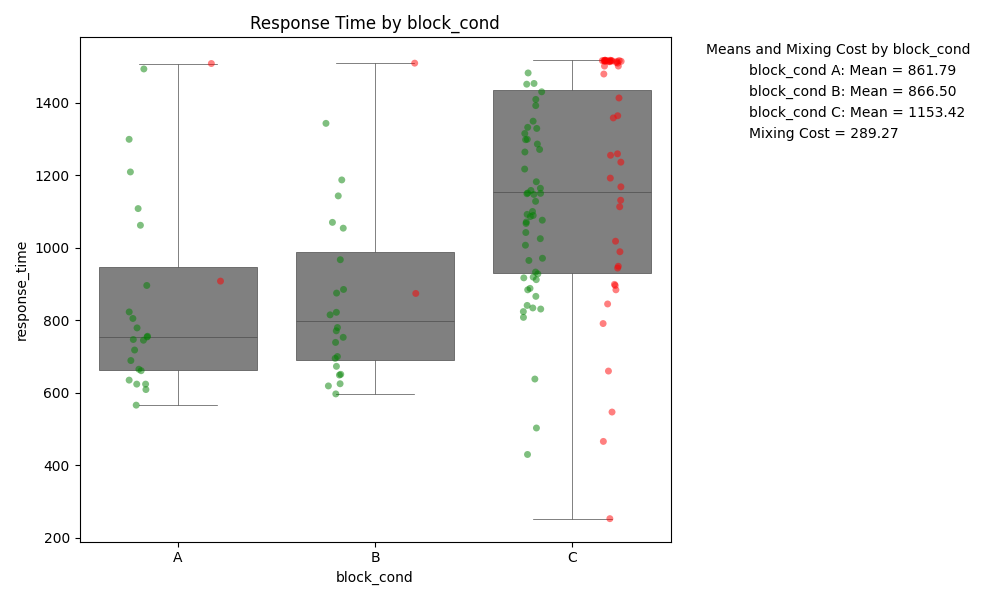 Response Time by block_cond
Means and Mixing Cost by block_cond
block_cond A: Mean = 861.79
block_cond B: Mean = 866.50
block_cond C: Mean = 1153.42
Mixing Cost = 289.27
response_time
1400
1200
1000
800
600
400
200
A
B
C
block_cond